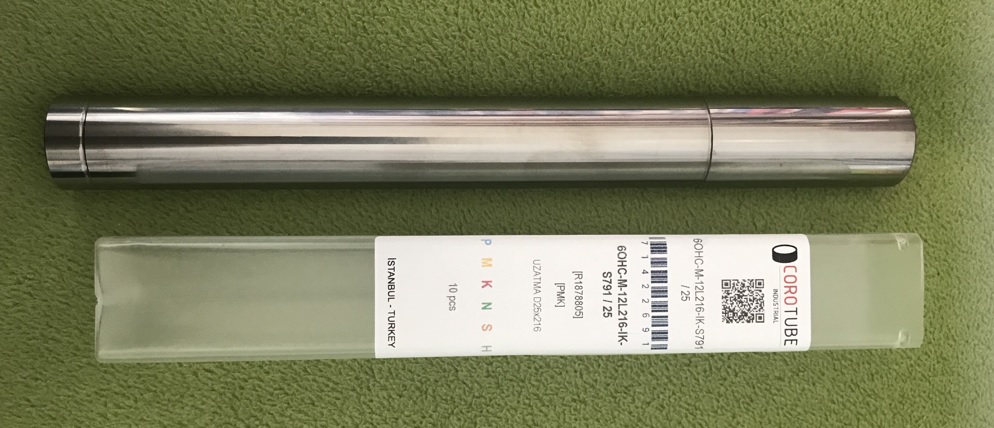 COROTUBE
INDUSTRIAL
6OHC-M-12L216-IK-S791
/ 25
7 1 4 2 2 6 9 1
6OHC-M-12L216-IK-
S791 / 25
[R1878805]
[PMK]
UZATMA D25x216
P M K N S H
10 pcs
İSTANBUL - TURKEY